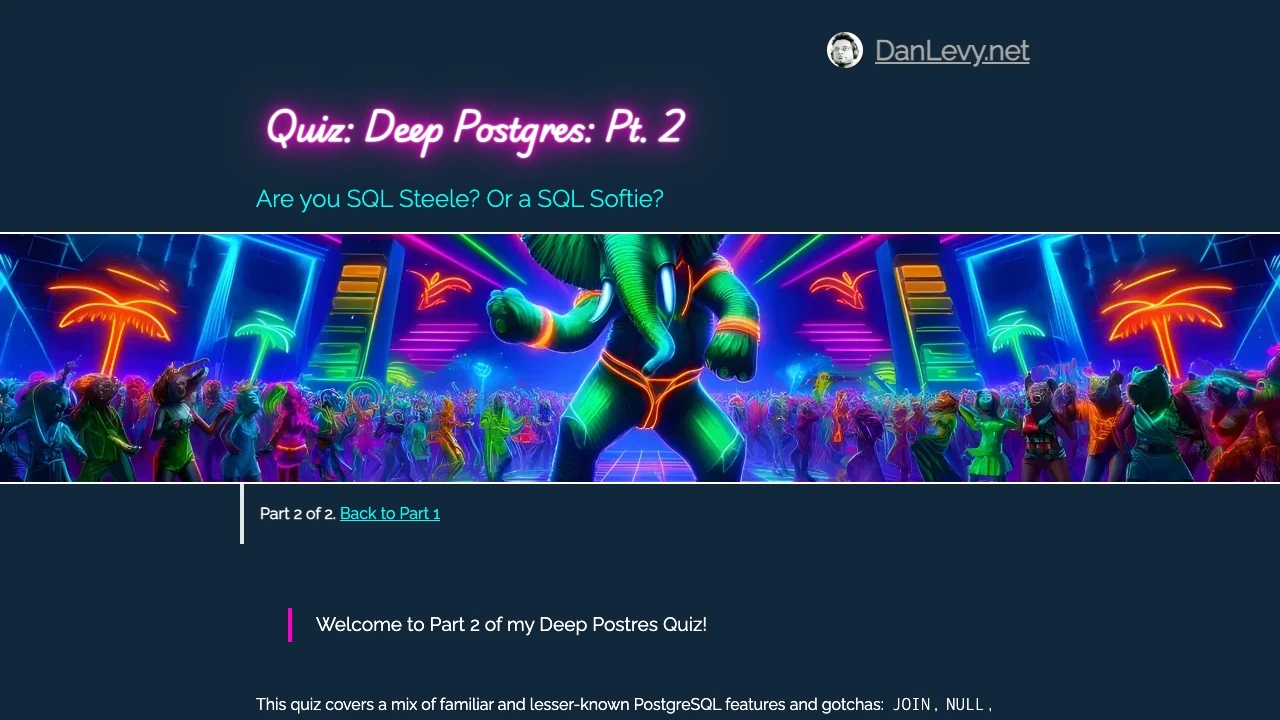 DanLevy.net
Quiz: Deep Postgres: Pt. 2
Are you SQL Steele? Or a SQL Softie?
Part 2 of 2. Back to Part 1
Welcome to Part 2 of my Deep Postres Quiz!
This quiz covers a mix of familiar and lesser-known PostgreSQL features and gotchas: JOIN, NULL,